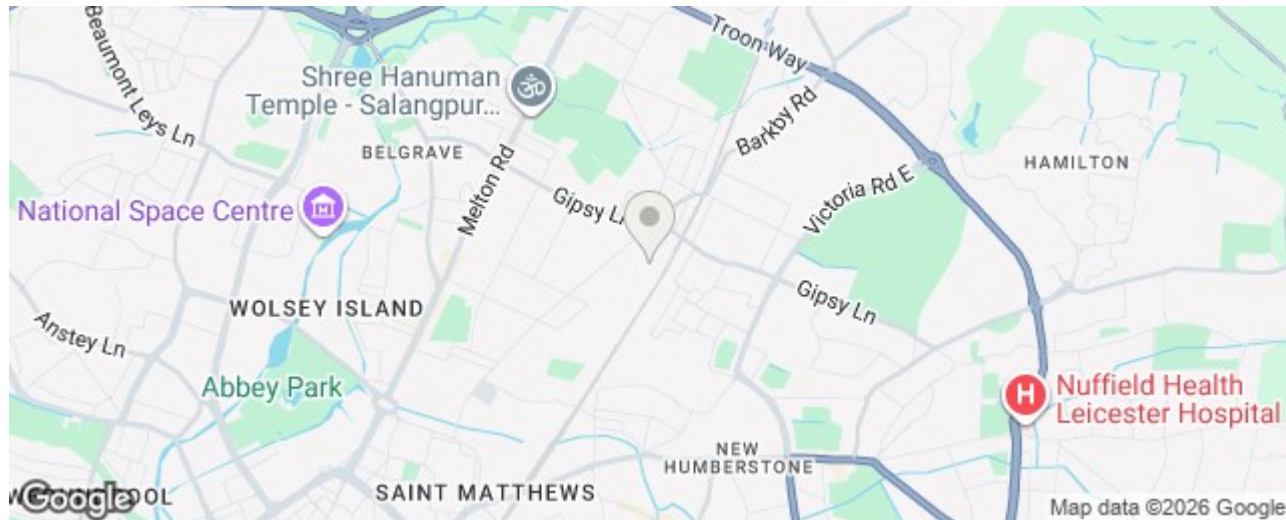 Beaumont Leys Ln
Troon Way
Shree Hanuman
Temple - Salangpur...
Barkby Rd
BELGRAVE
HAMILTON
Melton Rd
Gipsy
Victoria Rd E
National Space Centre
WOLSEY ISLAND
Gipsy Ln
Anstey Ln
Abbey Park
Nuffield Health
Leicester Hospital
H
NEW
HUMBERSTONE
SAINT MATTHEWS
Google
Map data ©2026 Google